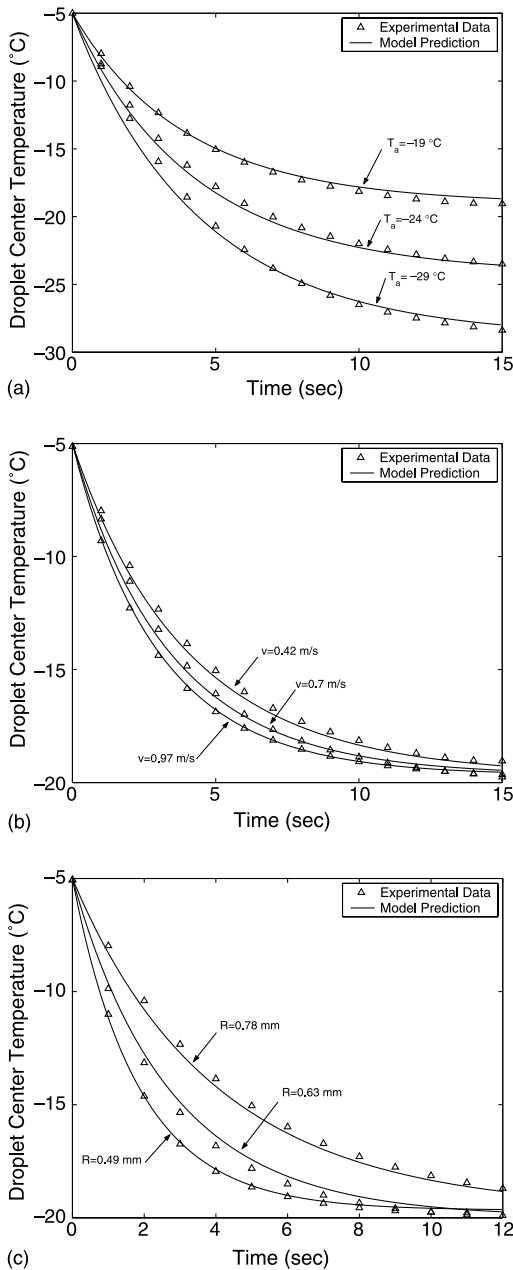 −5
−10
−15
−20
−25
−30
0
5
10
15
Droplet Center Temperature (°C)
Time (sec)
Experimental Data
Model Prediction
Ta=−19 °C
Ta=−24 °C
Ta=−29 °C
(a)
−5
−10
−15
−20
0
5
10
15
Droplet Center Temperature (°C)
Time (sec)
Experimental Data
Model Prediction
v=0.42 m/s
v=0.7 m/s
v=0.97 m/s
(b)
−5
−10
−15
−20
0
2
4
6
8
10
12
Droplet Center Temperature (°C)
Time (sec)
Experimental Data
Model Prediction
R=0.78 mm
R=0.63 mm
R=0.49 mm
(c)